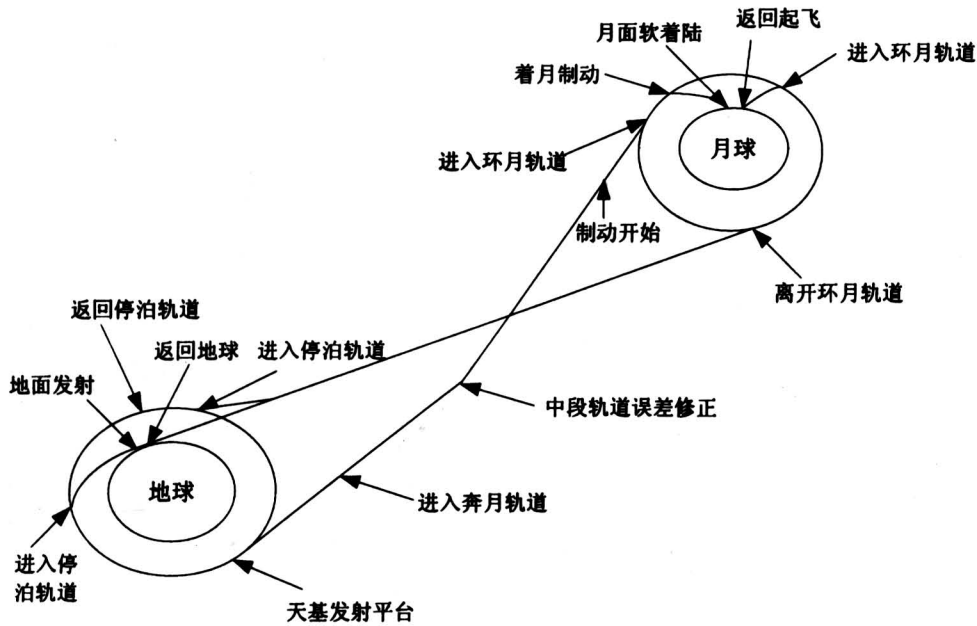 月面软着陆
返回起飞
进入环月轨道
着月制动
月球
进入环月轨道
制动开始
离开环月轨道
返回停泊轨道
返回地球
进入停泊轨道
地面发射
中段轨道误差修正
地球
进入奔月轨道
进入停
泊轨道
天基发射平台